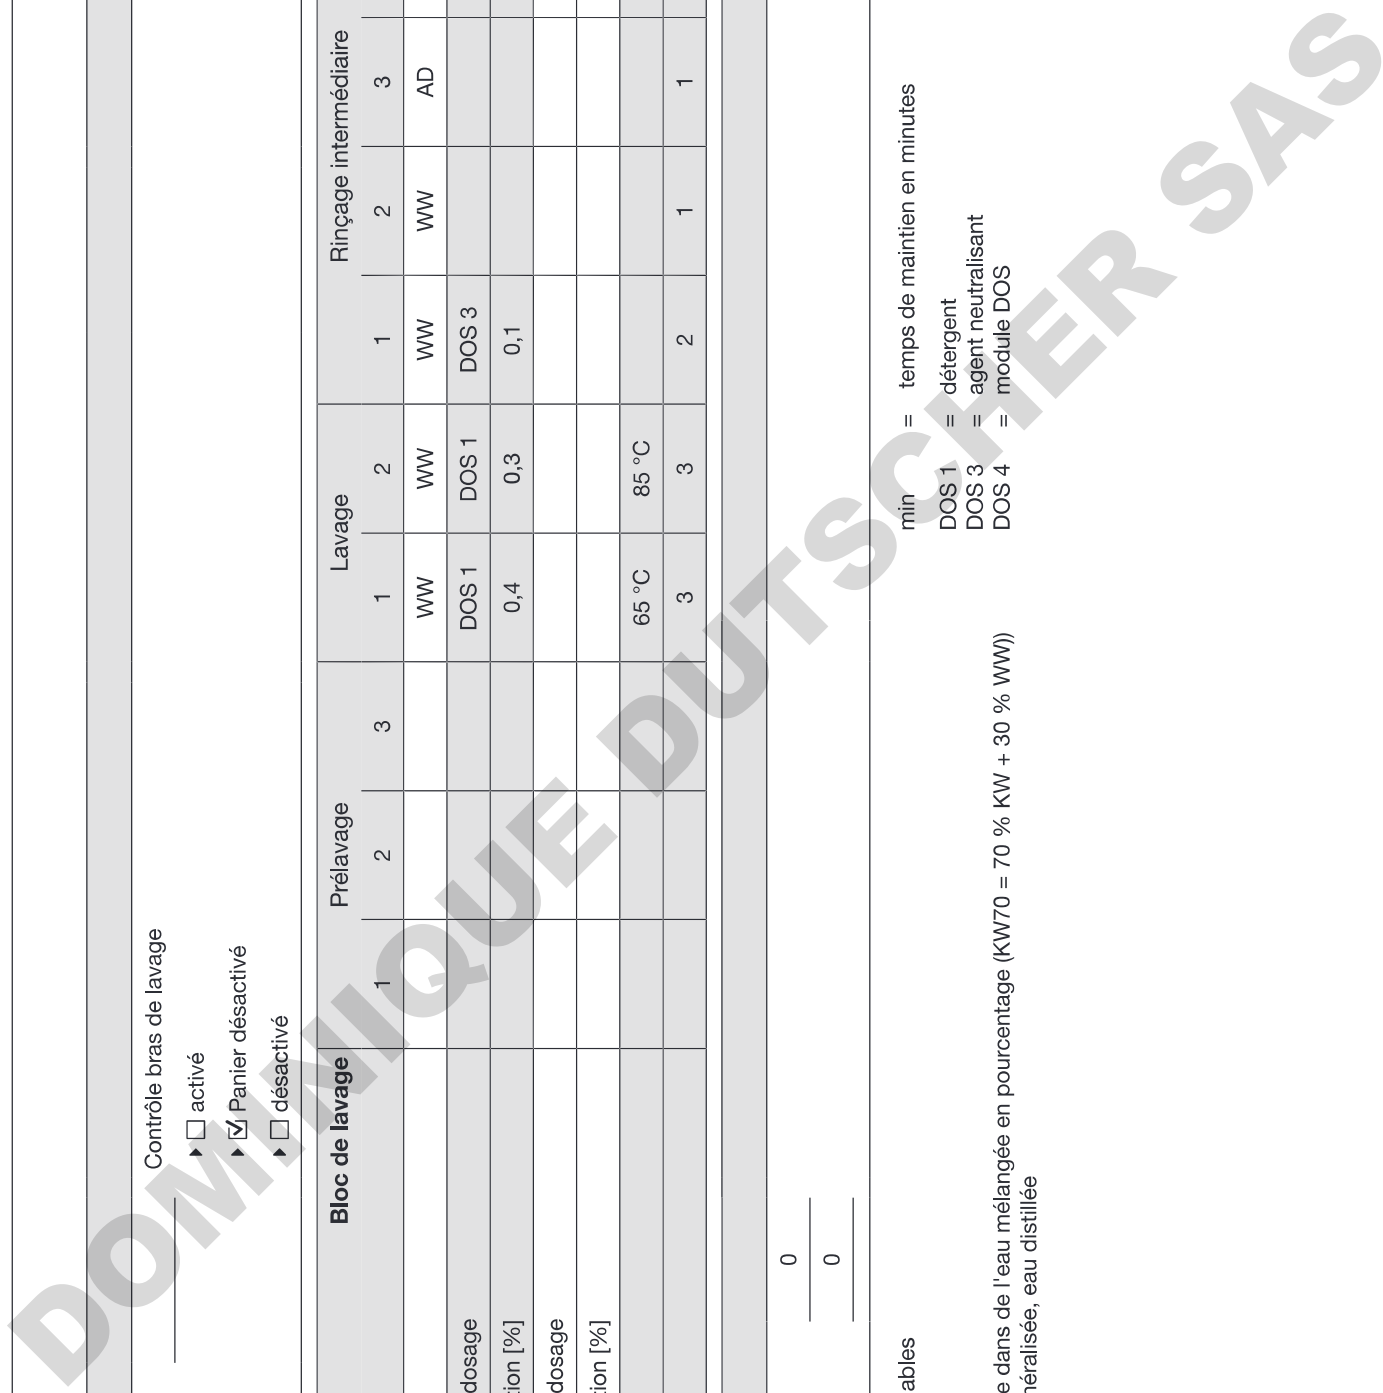 Contrôle bras de lavage
activé
Panier désactivé
désactivé
Bloc de lavage Prélavage Lavage Rinçage intermédiaire
1 2 3 1 2 1 2 3
WW WW WW WW AD
dosage DOS 1 DOS 1 DOS 3
tion [%] 0,4 0,3 0,1
dosage
tion [%]
65 °C 85 °C
3 3 2 1 1
0
0
ables min = temps de maintien en minutes
DOS 1 = détergent
DOS 3 = agent neutralisant
e dans de l'eau mélangée en pourcentage (KW70 = 70 % KW + 30 % WW)) DOS 4 = module DOS
néralisée, eau distillée
DOMINIQUE DUTSCHER SAS